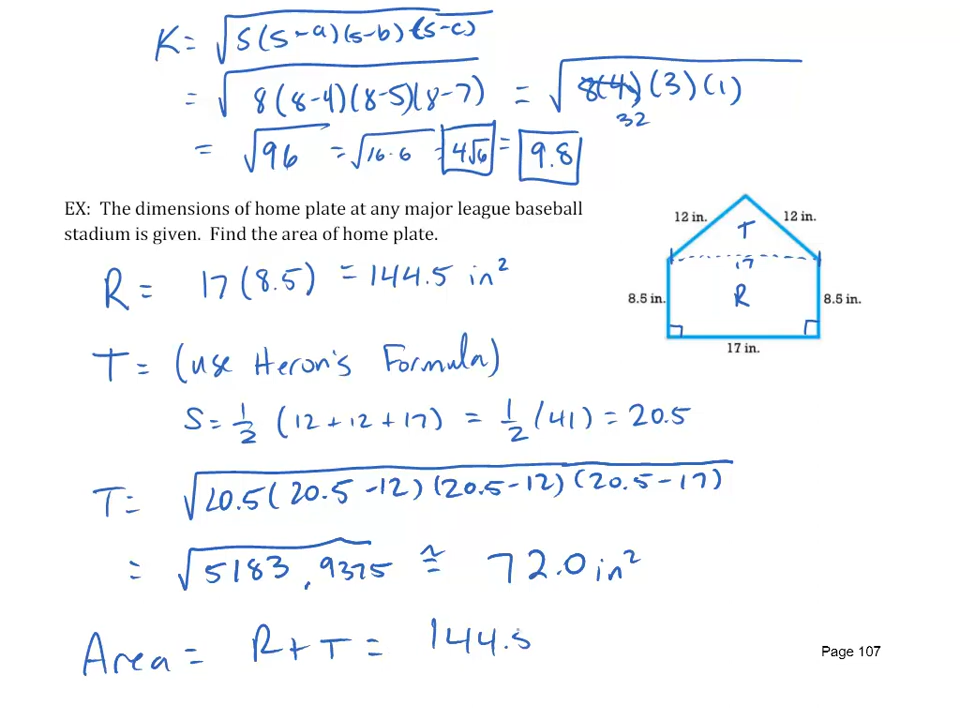 K = √S(S-a)(s-b)(s-c)
= √8(8-4)(8-5)(8-7) = √8(4)(3)(1)
32
= √96 = √16·6 = 4√6 = 9.8
EX: The dimensions of home plate at any major league baseball
stadium is given. Find the area of home plate.
12 in. 12 in.
T
17
R
8.5 in. 8.5 in.
17 in.
R = 17(8.5) = 144.5 in²
T = (use Heron's Formula)
S = 1/2 (12+12+17) = 1/2 (41) = 20.5
T = √20.5(20.5-12)(20.5-12)(20.5-17)
= √5183.9375 ≅ 72.0 in²
Area = R+T = 144.5
Page 107